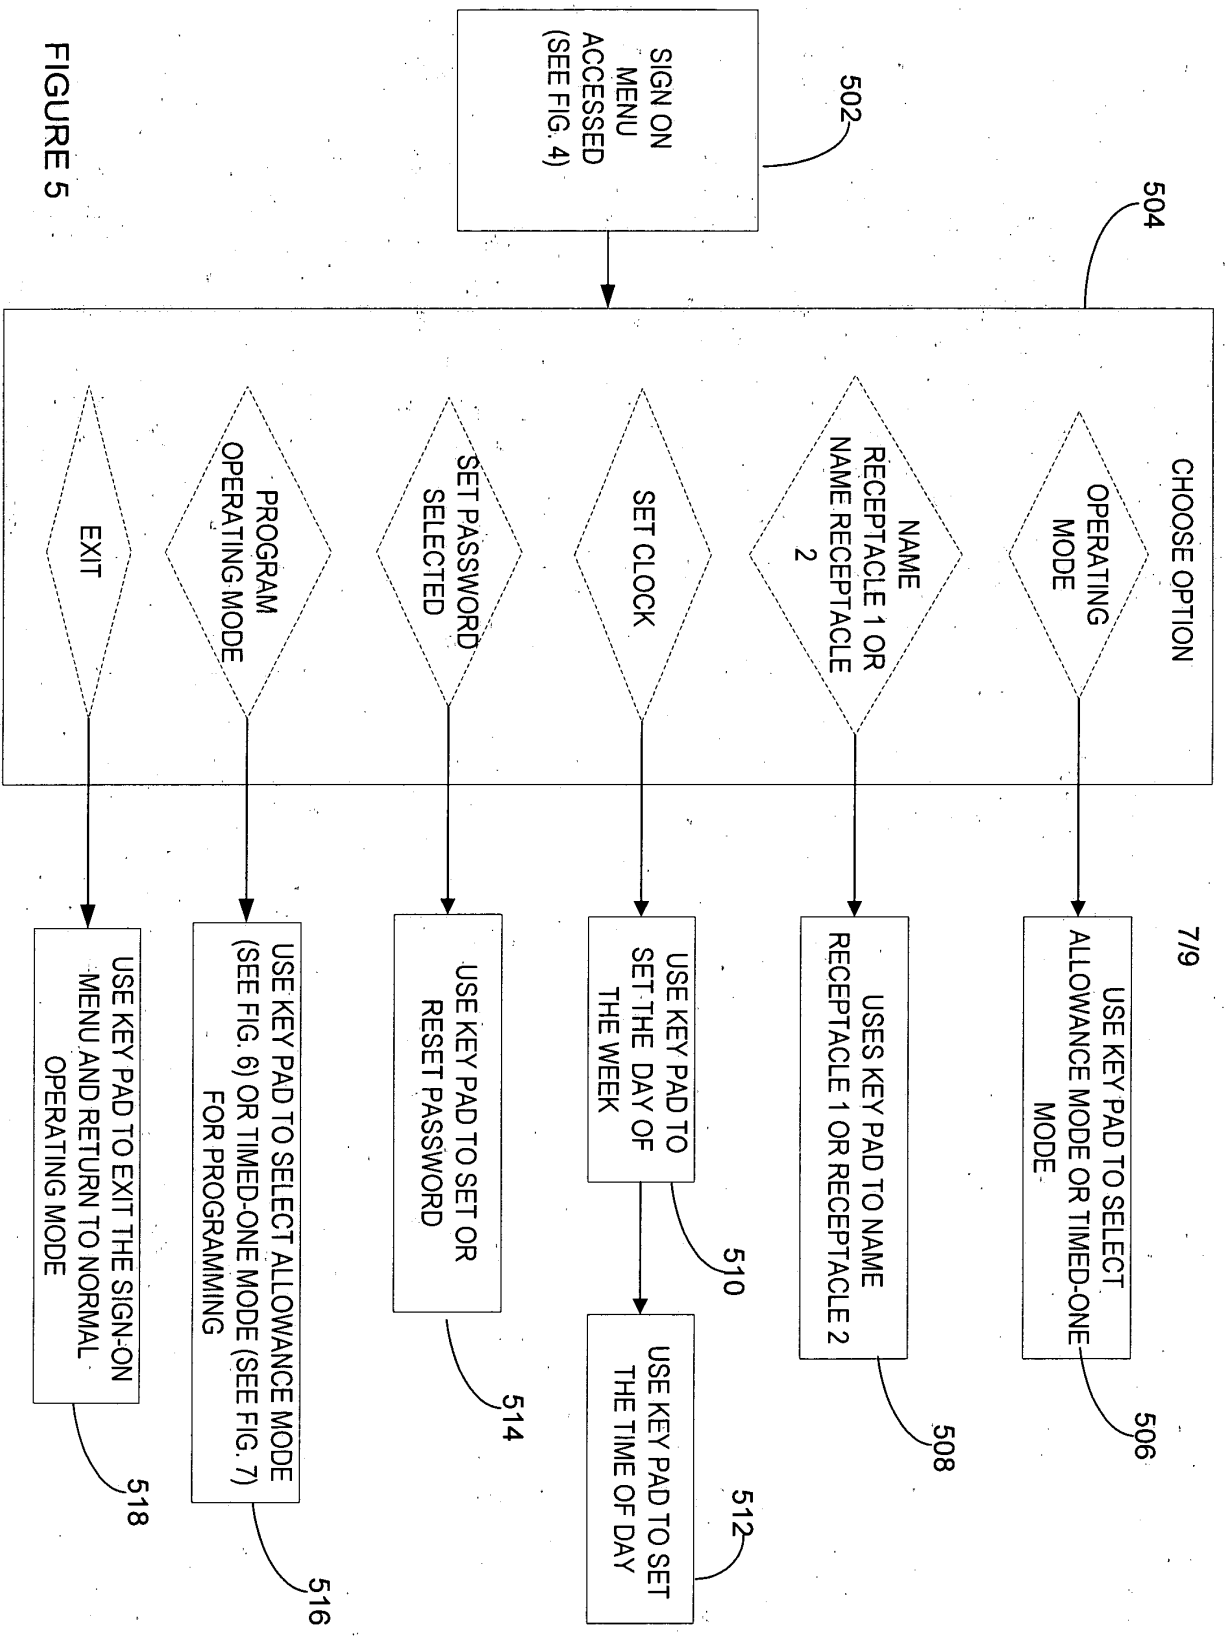 7/9
502
SIGN ON
MENU
ACCESSED
(SEE FIG. 4)
504
CHOOSE OPTION
OPERATING
MODE
USE KEY PAD TO SELECT
ALLOWANCE MODE OR TIMED-ONE
MODE
506
NAME
RECEPTACLE 1 OR
NAME RECEPTACLE
2
USES KEY PAD TO NAME
RECEPTACLE 1 OR RECEPTACLE 2
508
SET CLOCK
USE KEY PAD TO
SET THE DAY OF
THE WEEK
510
USE KEY PAD TO SET
THE TIME OF DAY
512
SET PASSWORD
SELECTED
USE KEY PAD TO SET OR
RESET PASSWORD
514
PROGRAM
OPERATING MODE
USE KEY PAD TO SELECT ALLOWANCE MODE
(SEE FIG. 6) OR TIMED-ONE MODE (SEE FIG. 7)
FOR PROGRAMMING
516
EXIT
USE KEY PAD TO EXIT THE SIGN-ON
MENU AND RETURN TO NORMAL
OPERATING MODE
518
FIGURE 5